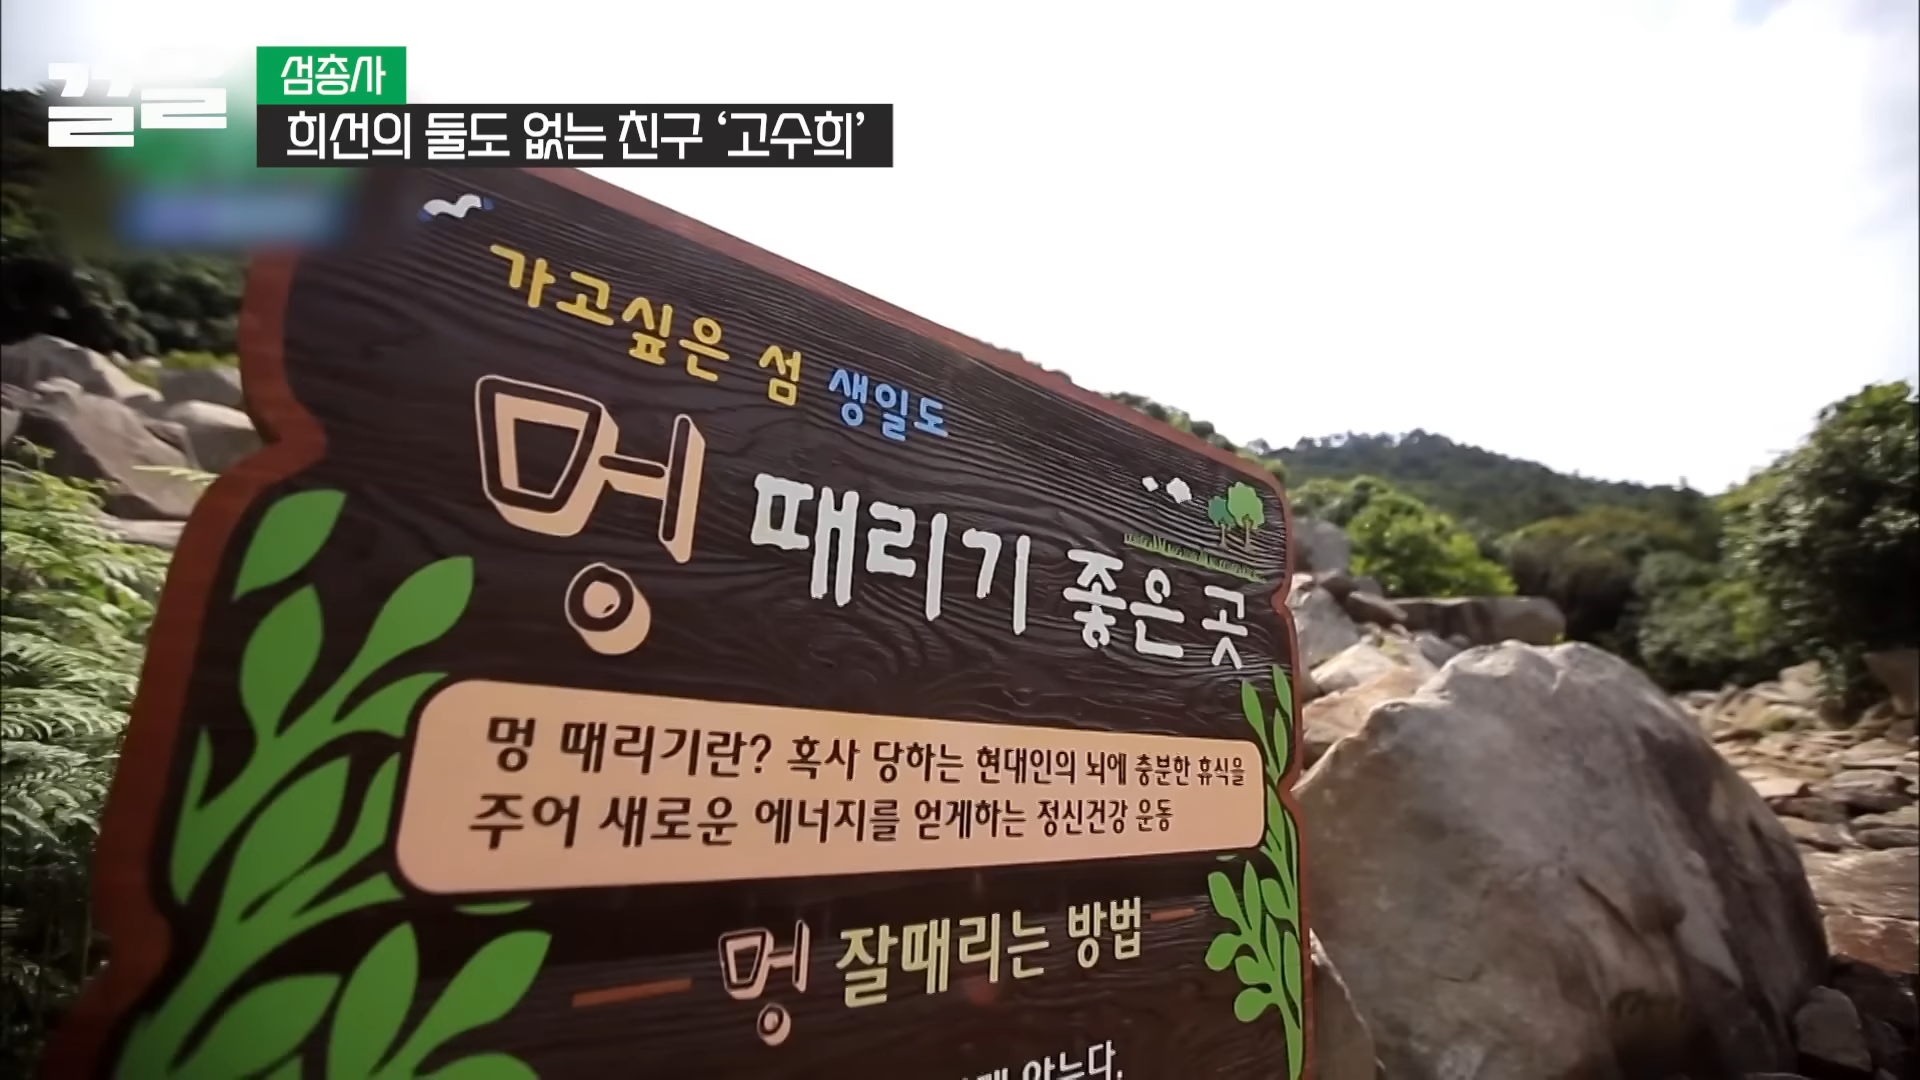 끌올
섬총사
희선의 둘도 없는 친구 ‘고수희’
가고싶은 섬 생일도
멍 때리기 좋은곳
멍 때리기란? 혹사 당하는 현대인의 뇌에 충분한 휴식을
주어 새로운 에너지를 얻게하는 정신건강 운동
멍 잘때리는 방법
앉는다.